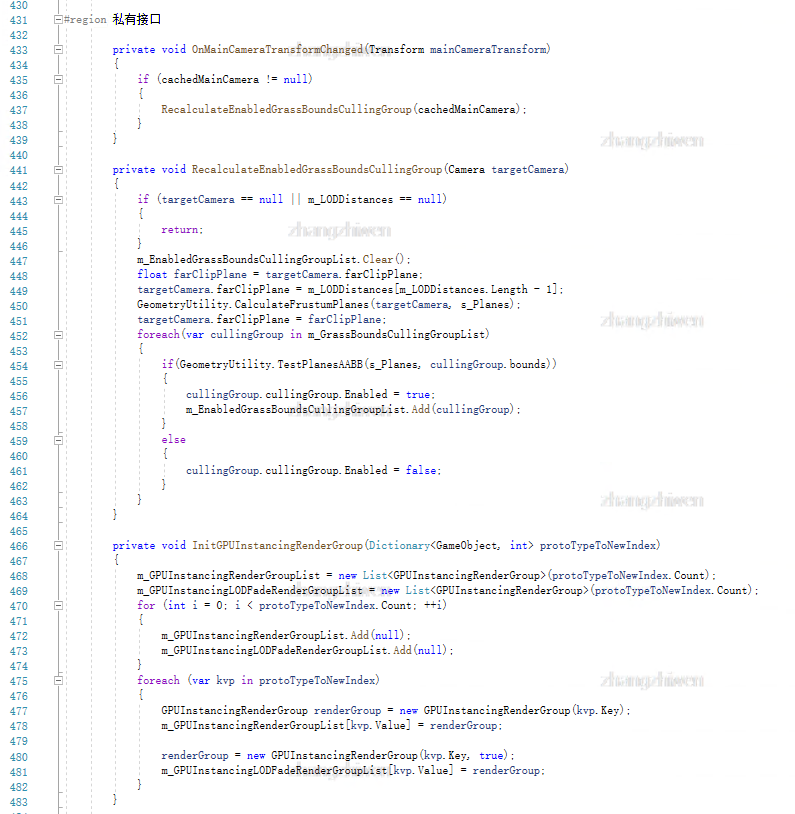 430
431 #region 私有接口
432
433 private void OnMainCameraTransformChanged(Transform mainCameraTransform)
434 {
435 if (cachedMainCamera != null)
436 {
437 RecalculateEnabledGrassBoundsCullingGroup(cachedMainCamera);
438 }
439 }
440
441 private void RecalculateEnabledGrassBoundsCullingGroup(Camera targetCamera)
442 {
443 if (targetCamera == null || m_LODDistances == null)
444 {
445 return;
446 }
447 m_EnabledGrassBoundsCullingGroupList.Clear();
448 float farClipPlane = targetCamera.farClipPlane;
449 targetCamera.farClipPlane = m_LODDistances[m_LODDistances.Length - 1];
450 GeometryUtility.CalculateFrustumPlanes(targetCamera, s_Planes);
451 targetCamera.farClipPlane = farClipPlane;
452 foreach(var cullingGroup in m_GrassBoundsCullingGroupList)
453 {
454 if(GeometryUtility.TestPlanesAABB(s_Planes, cullingGroup.bounds))
455 {
456 cullingGroup.cullingGroup.Enabled = true;
457 m_EnabledGrassBoundsCullingGroupList.Add(cullingGroup);
458 }
459 else
460 {
461 cullingGroup.cullingGroup.Enabled = false;
462 }
463 }
464 }
465
466 private void InitGPUInstancingRenderGroup(Dictionary<GameObject, int> protoTypeToNewIndex)
467 {
468 m_GPUInstancingRenderGroupList = new List<GPUInstancingRenderGroup>(protoTypeToNewIndex.Count);
469 m_GPUInstancingLODFadeRenderGroupList = new List<GPUInstancingRenderGroup>(protoTypeToNewIndex.Count);
470 for (int i = 0; i < protoTypeToNewIndex.Count; ++i)
471 {
472 m_GPUInstancingRenderGroupList.Add(null);
473 m_GPUInstancingLODFadeRenderGroupList.Add(null);
474 }
475 foreach (var kvp in protoTypeToNewIndex)
476 {
477 GPUInstancingRenderGroup renderGroup = new GPUInstancingRenderGroup(kvp.Key);
478 m_GPUInstancingRenderGroupList[kvp.Value] = renderGroup;
479
480 renderGroup = new GPUInstancingRenderGroup(kvp.Key, true);
481 m_GPUInstancingLODFadeRenderGroupList[kvp.Value] = renderGroup;
482 }
483 }
zhangzhiwen
zhangzhiwen
zhangzhiwen
zhangzhiwen
zhangzhiwen